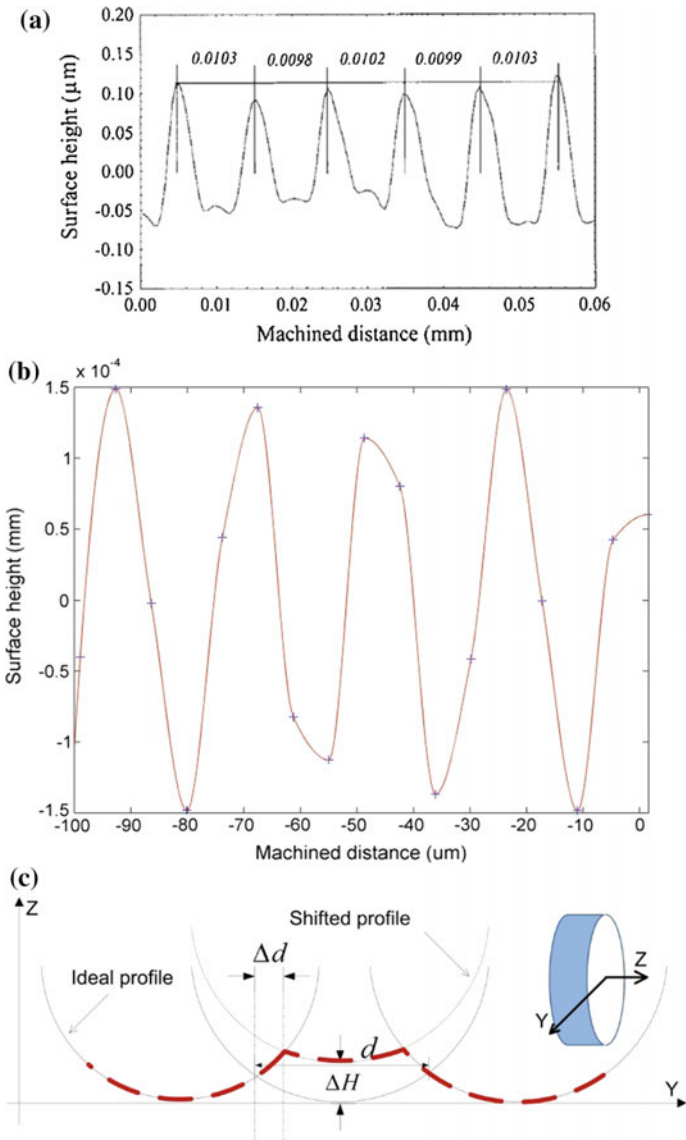 (a)
0.20
0.15
0.10
0.05
0.00
-0.05
-0.10
0.15
Surface height (μm)
0.0103 0.0098 0.0102 0.0099 0.0103
0.00 0.01 0.02 0.03 0.04 0.05 0.06
Machined distance (mm)
(b)
x 10⁻⁴
1.5
1
0.5
0
-0.5
-1
-1.5
Surface height (mm)
-100 -90 -80 -70 -60 -50 -40 -30 -20 -10 0
Machined distance (um)
(c)
Z
Shifted profile
Δd
Ideal profile
Z
Y
d
ΔH
Y